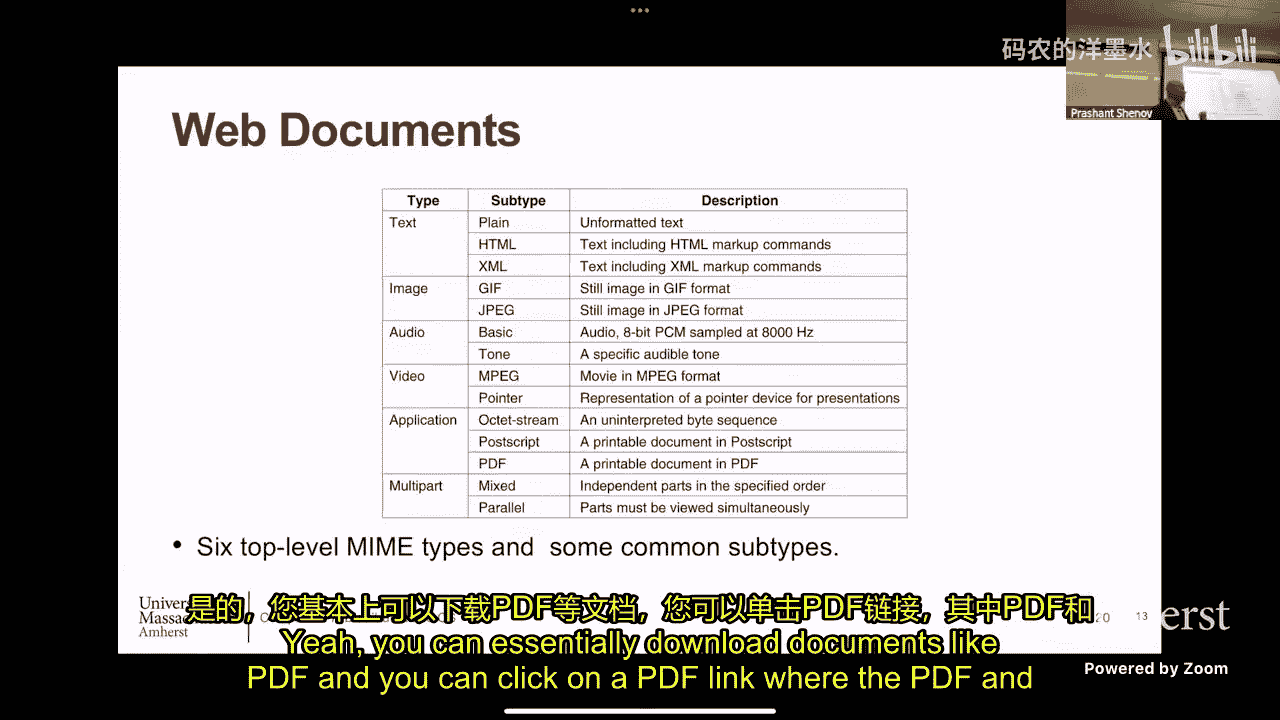 码农的洋墨水 bilibili
Prashant Shenoy
Web Documents
Type Subtype Description
Text Plain Unformatted text
HTML Text including HTML markup commands
XML Text including XML markup commands
Image GIF Still image in GIF format
JPEG Still image in JPEG format
Audio Basic Audio, 8-bit PCM sampled at 8000 Hz
Tone A specific audible tone
Video MPEG Movie in MPEG format
Pointer Representation of a pointer device for presentations
Application Octet-stream An uninterpreted byte sequence
Postscript A printable document in Postscript
PDF A printable document in PDF
Multipart Mixed Independent parts in the specified order
Parallel Parts must be viewed simultaneously
• Six top-level MIME types and some common subtypes.
是的，您基本上可以下载PDF等文档，您可以单击PDF链接，其中PDF和
Yeah, you can essentially download documents like
PDF and you can click on a PDF link where the PDF and
Amherst
13
erst
Powered by Zoom